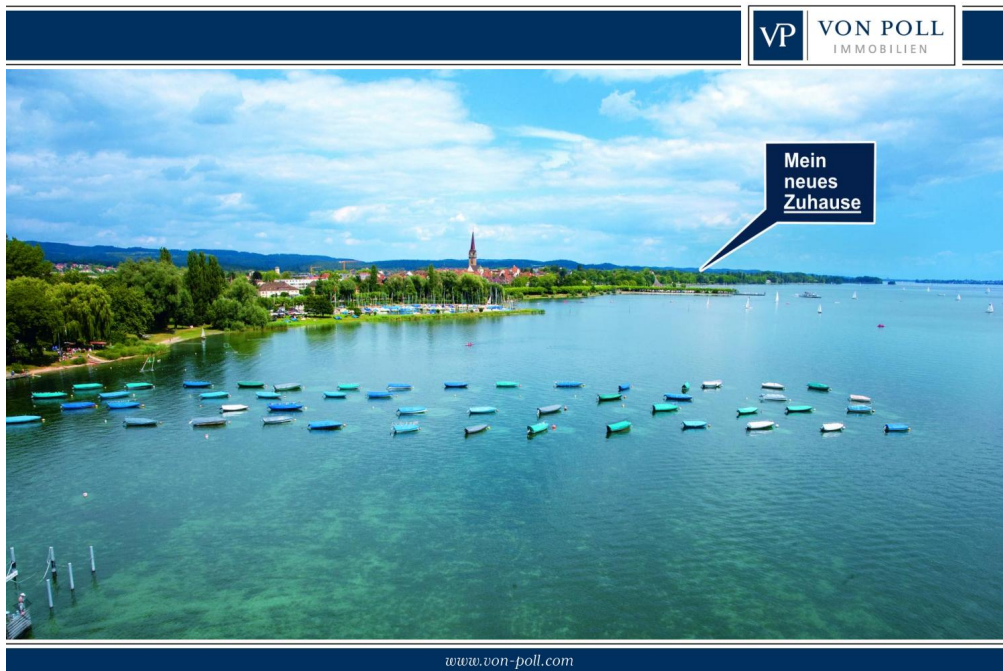 VP
VON POLL
IMMOBILIEN
Mein
neues
Zuhause
www.von-poll.com